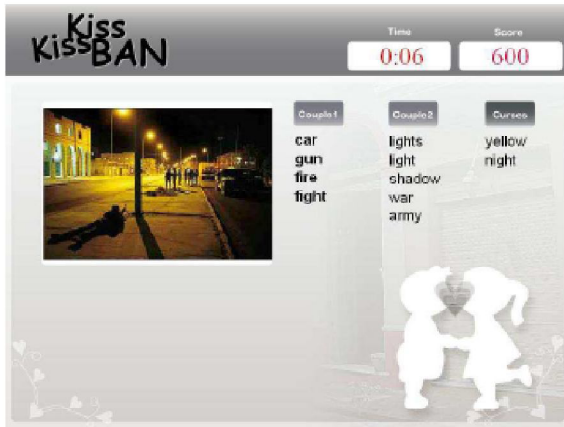 Kiss
KissBAN
Time
Score
0:06
600
Couple1
Couple2
Curses
car
gun
fire
fight
lights
light
shadow
war
army
yellow
night